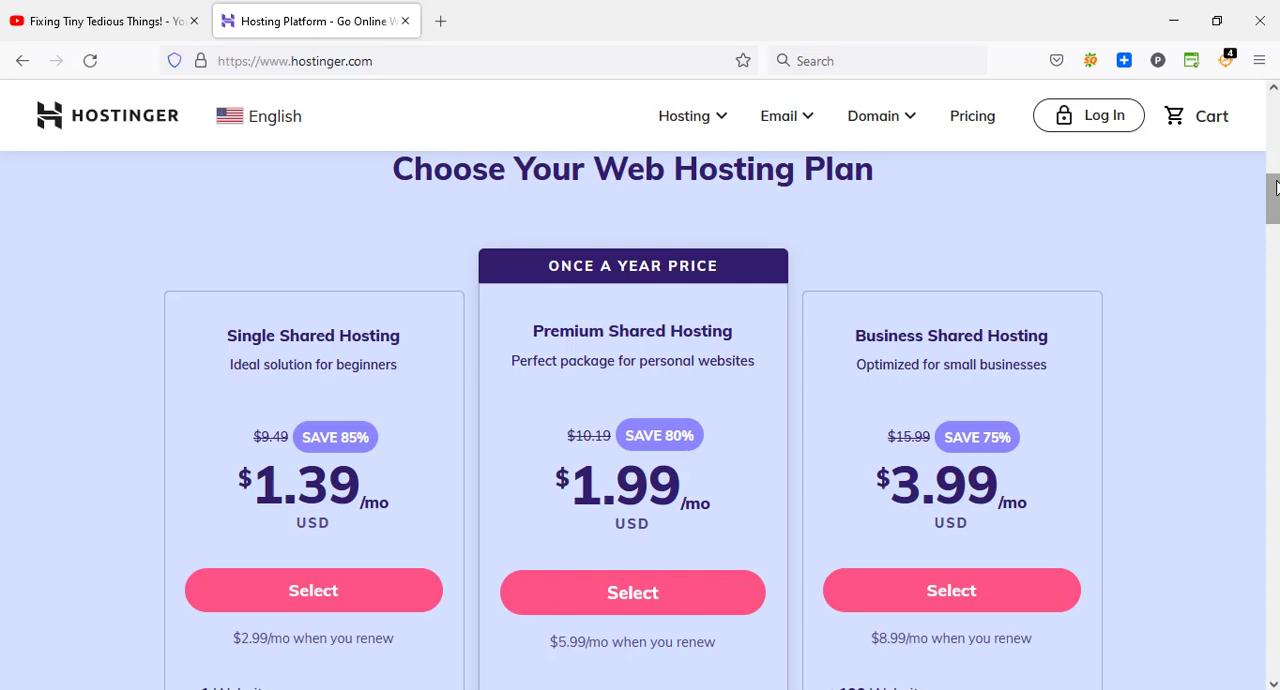 Fixing Tiny Tedious Things! - Yo
Hosting Platform - Go Online W
https://www.hostinger.com
Search
4
HOSTINGER
English
Hosting
Email
Domain
Pricing
Log In
Cart
Choose Your Web Hosting Plan
ONCE A YEAR PRICE
Single Shared Hosting
Ideal solution for beginners
$9.49 SAVE 85%
$1.39/mo
USD
Select
$2.99/mo when you renew
Premium Shared Hosting
Perfect package for personal websites
$10.19 SAVE 80%
$1.99/mo
USD
Select
$5.99/mo when you renew
Business Shared Hosting
Optimized for small businesses
$15.99 SAVE 75%
$3.99/mo
USD
Select
$8.99/mo when you renew